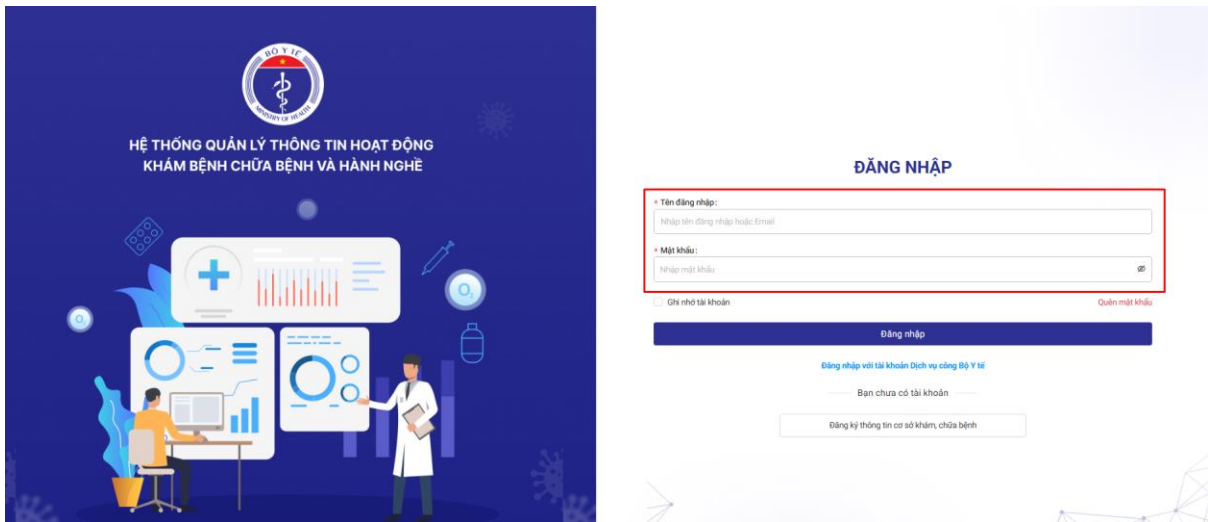 BỘ Y TẾ
MINISTRY OF HEALTH
HỆ THỐNG QUẢN LÝ THÔNG TIN HOẠT ĐỘNG
KHÁM BỆNH CHỮA BỆNH VÀ HÀNH NGHỀ
O₂
O₂
ĐĂNG NHẬP
* Tên đăng nhập:
Nhập tên đăng nhập hoặc Email
* Mật khẩu:
Nhập mật khẩu
Ghi nhớ tài khoản
Quên mật khẩu
Đăng nhập
Đăng nhập với tài khoản Dịch vụ công Bộ Y tế
Bạn chưa có tài khoản
Đăng ký thông tin cơ sở khám, chữa bệnh